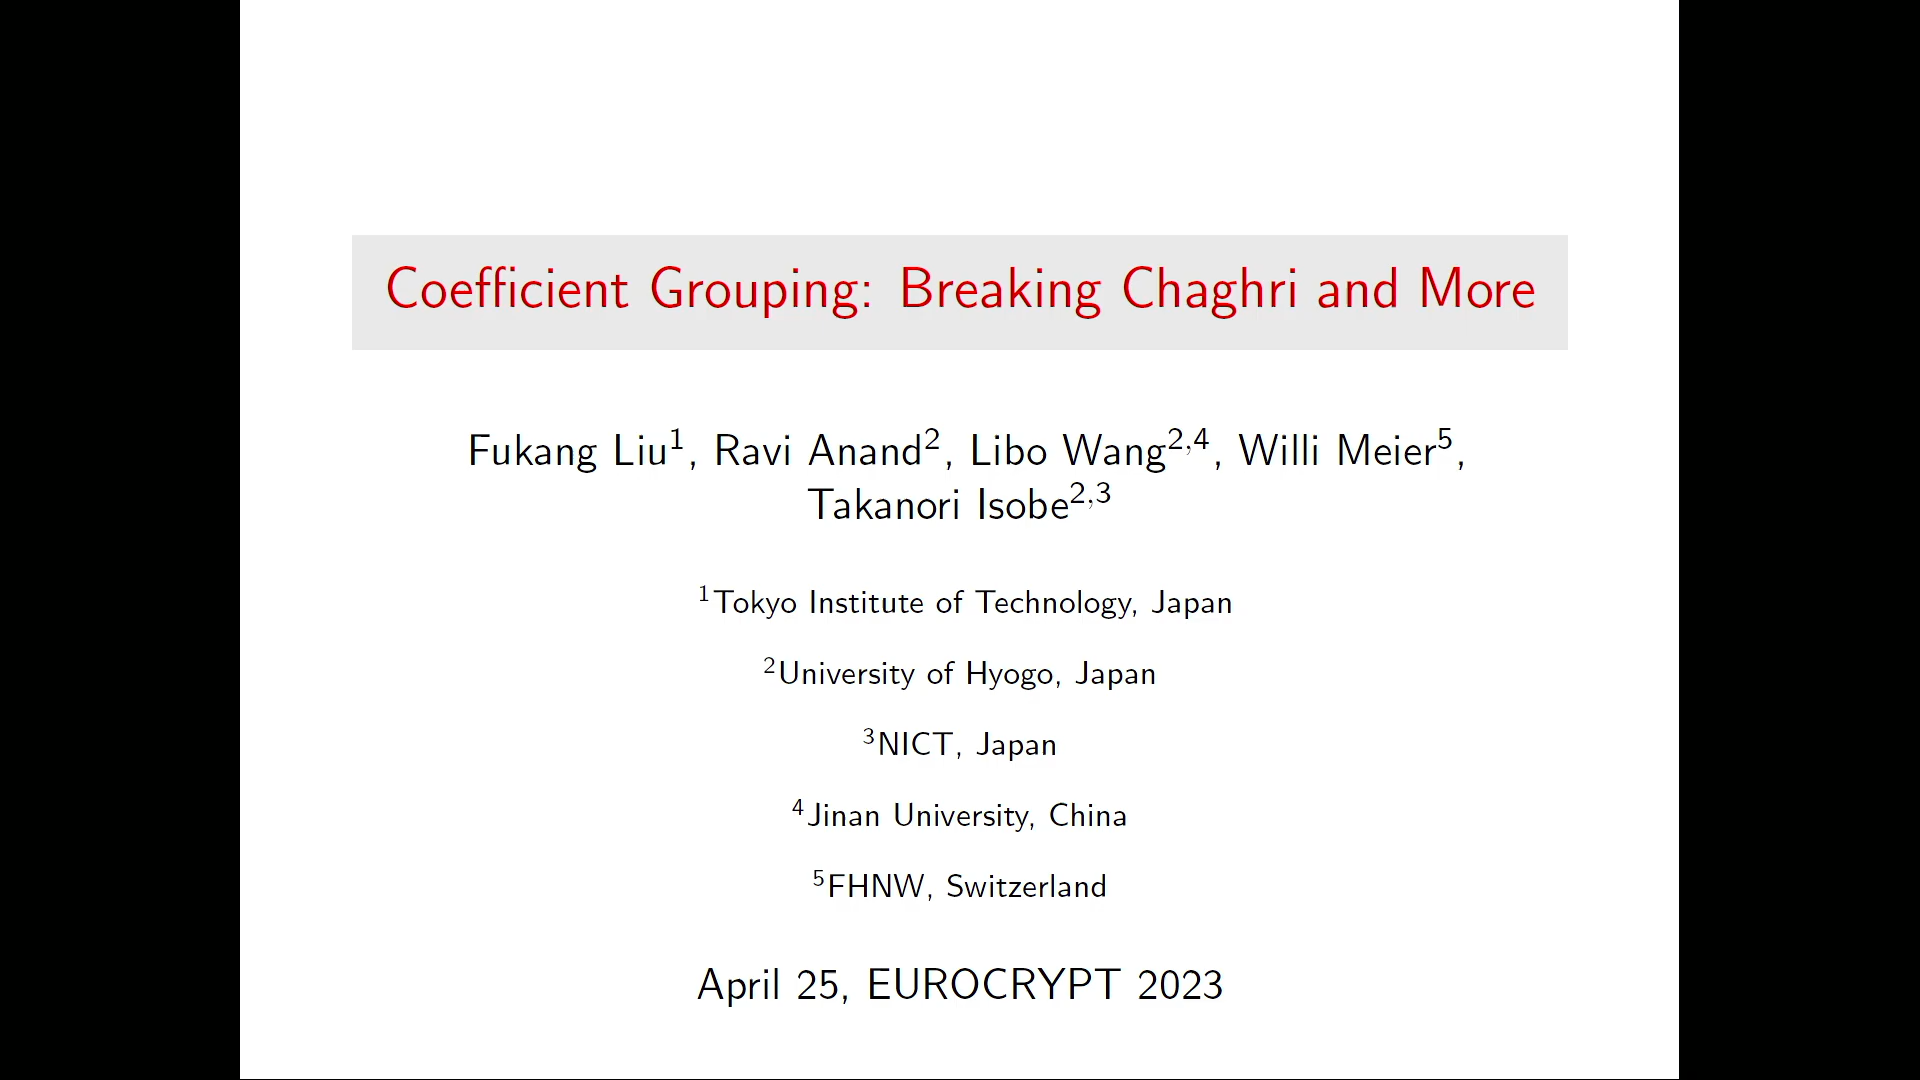 Coefficient Grouping: Breaking Chaghri and More
Fukang Liu¹, Ravi Anand², Libo Wang²,⁴, Willi Meier⁵,
Takanori Isobe²,³
¹Tokyo Institute of Technology, Japan
²University of Hyogo, Japan
³NICT, Japan
⁴Jinan University, China
⁵FHNW, Switzerland
April 25, EUROCRYPT 2023